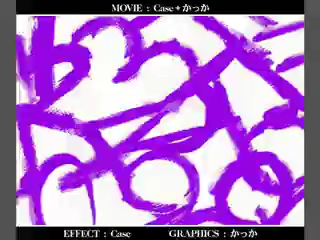 MOVIE : Case + かっか
EFFECT : Case GRAPHICS : かっか